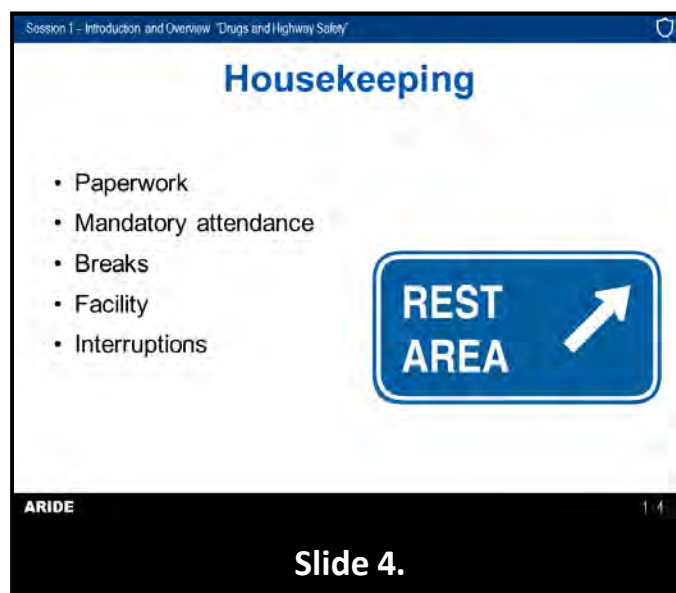 Session 1 – Introduction and Overview "Drugs and Highway Safety"
Housekeeping
• Paperwork
• Mandatory attendance
• Breaks
• Facility
• Interruptions
REST
AREA
ARIDE
1-4
Slide 4.